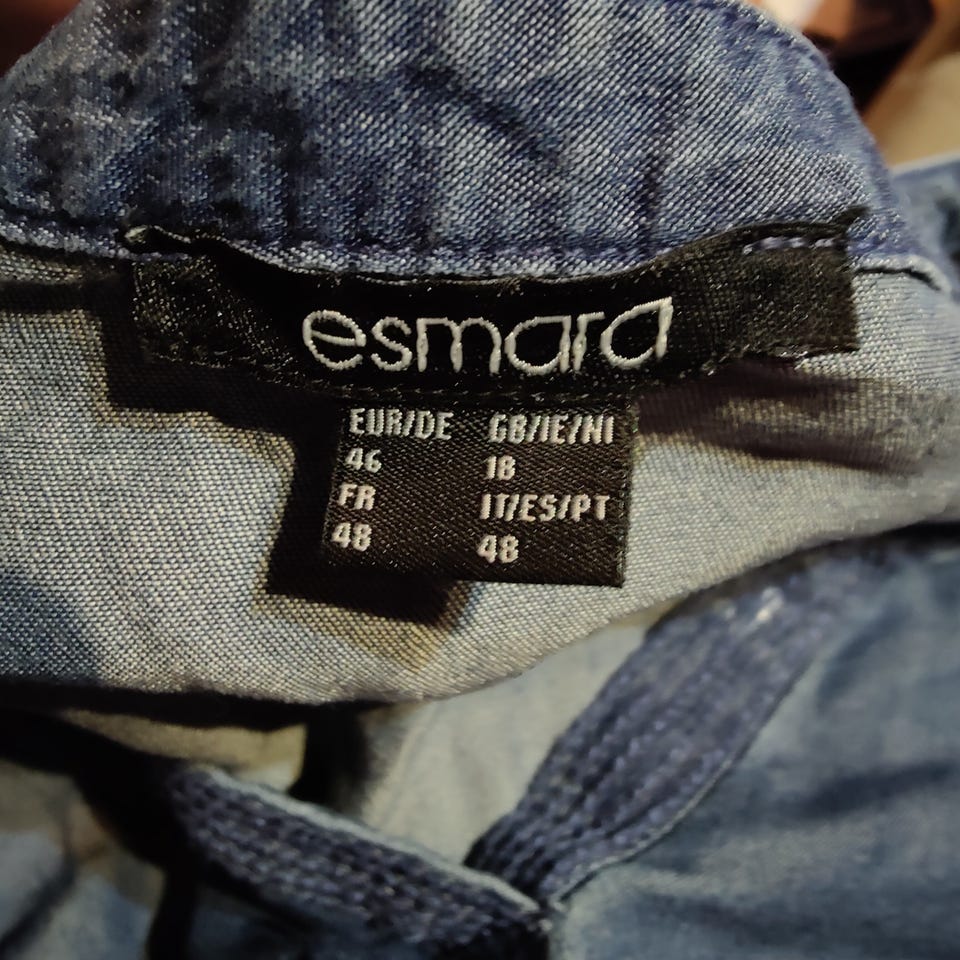 esmara
EUR/DE GB/IE/NI
46 18
FR IT/ES/PT
48 48